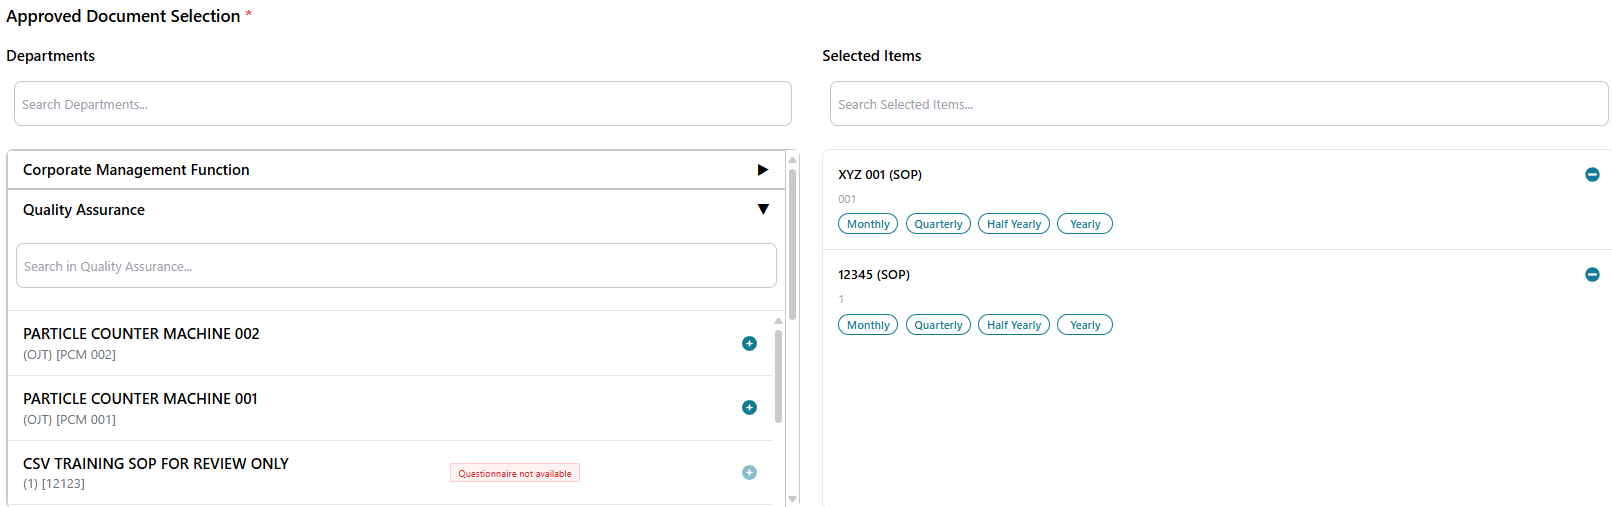 Approved Document Selection *
Departments
Search Departments...
Corporate Management Function
Quality Assurance
Search in Quality Assurance...
PARTICLE COUNTER MACHINE 002
(OJT) [PCM 002]
PARTICLE COUNTER MACHINE 001
(OJT) [PCM 001]
CSV TRAINING SOP FOR REVIEW ONLY
(1) [12123]
Questionnaire not available
Selected Items
Search Selected Items...
XYZ 001 (SOP)
001
Monthly Quarterly Half Yearly Yearly
12345 (SOP)
1
Monthly Quarterly Half Yearly Yearly